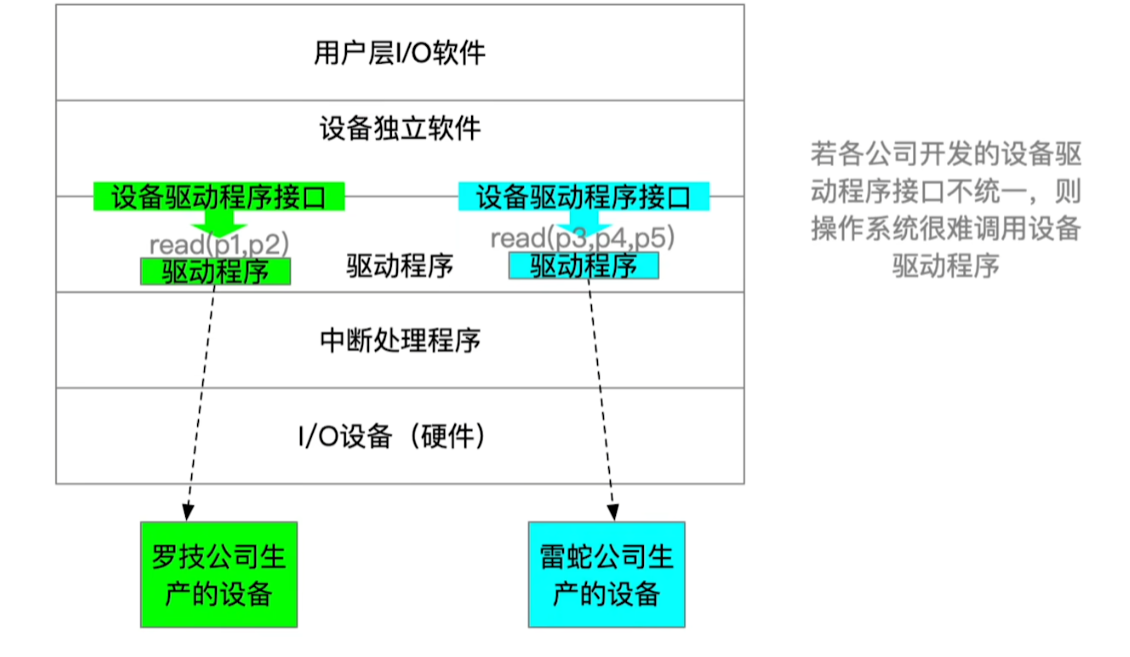 用户层I/O软件
设备独立软件
设备驱动程序接口
设备驱动程序接口
read(p1,p2)
read(p3,p4,p5)
驱动程序
驱动程序
驱动程序
中断处理程序
I/O设备（硬件）
罗技公司生
产的设备
雷蛇公司生
产的设备
若各公司开发的设备驱
动程序接口不统一，则
操作系统很难调用设备
驱动程序